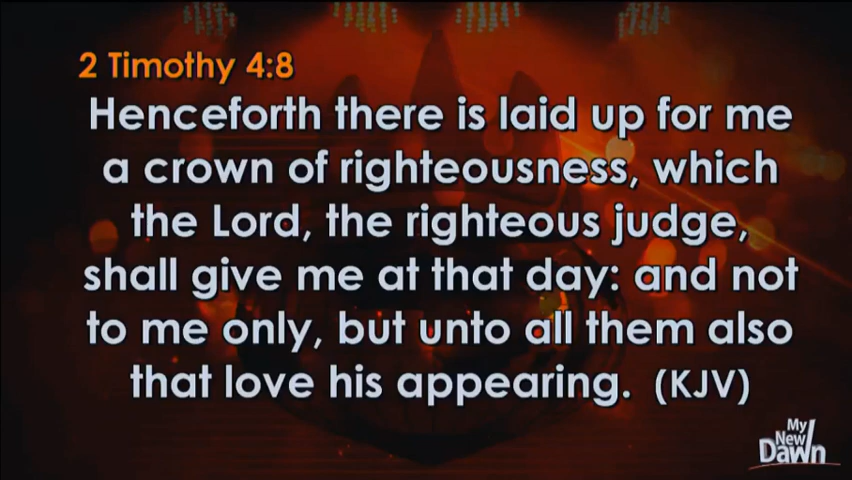 2 Timothy 4:8
Henceforth there is laid up for me
a crown of righteousness, which
the Lord, the righteous judge,
shall give me at that day: and not
to me only, but unto all them also
that love his appearing. (KJV)
My
New
Dawn